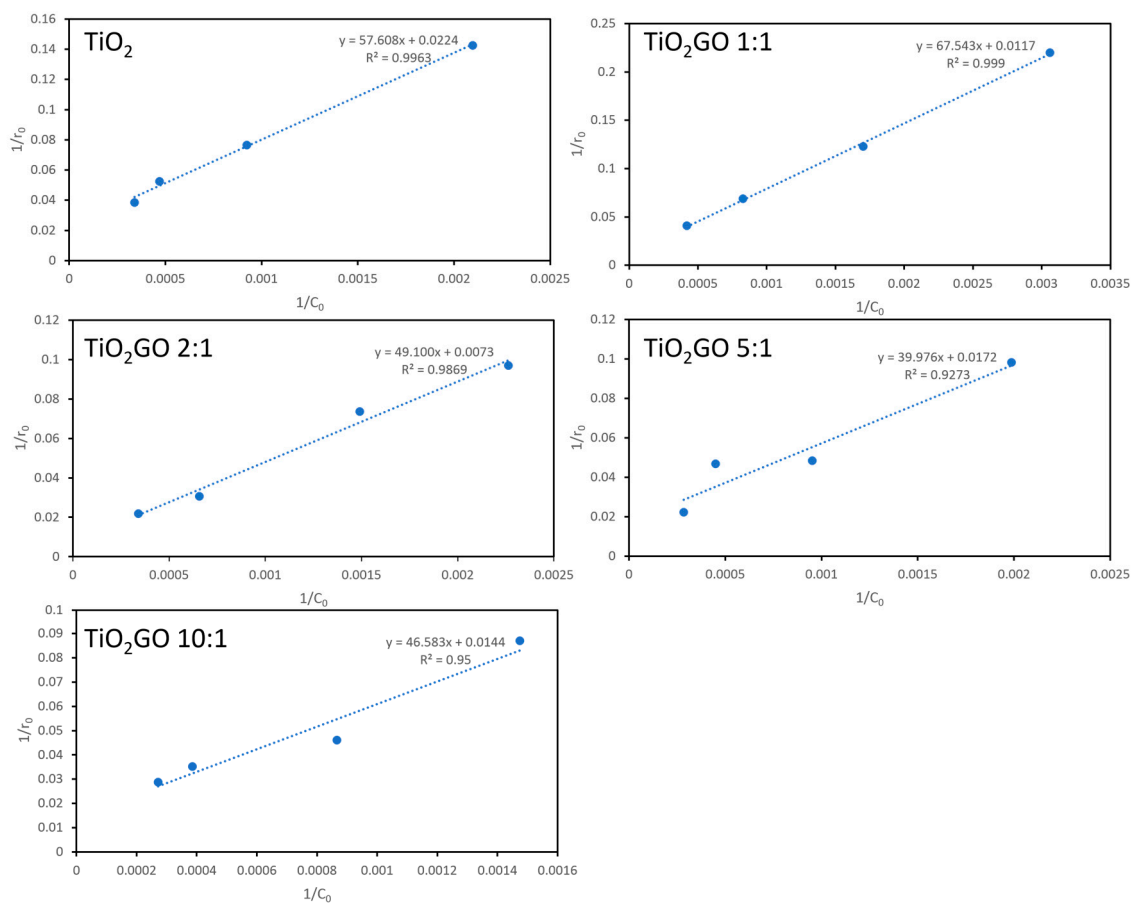 TiO₂
y = 57.608x + 0.0224
R² = 0.9963
0.16
0.14
0.12
0.1
0.08
0.06
0.04
0.02
0
1/r₀
0 0.0005 0.001 0.0015 0.002 0.0025
1/C₀
TiO₂GO 1:1
y = 67.543x + 0.0117
R² = 0.999
0.25
0.2
0.15
0.1
0.05
0
1/r₀
0 0.0005 0.001 0.0015 0.002 0.0025 0.003 0.0035
1/C₀
TiO₂GO 2:1
y = 49.100x + 0.0073
R² = 0.9869
0.12
0.1
0.08
0.06
0.04
0.02
0
1/r₀
0 0.0005 0.001 0.0015 0.002 0.0025
1/C₀
TiO₂GO 5:1
y = 39.976x + 0.0172
R² = 0.9273
0.12
0.1
0.08
0.06
0.04
0.02
0
1/r₀
0 0.0005 0.001 0.0015 0.002 0.0025
1/C₀
TiO₂GO 10:1
y = 46.583x + 0.0144
R² = 0.95
0.1
0.09
0.08
0.07
0.06
0.05
0.04
0.03
0.02
0.01
0
1/r₀
0 0.0002 0.0004 0.0006 0.0008 0.001 0.0012 0.0014 0.0016
1/C₀